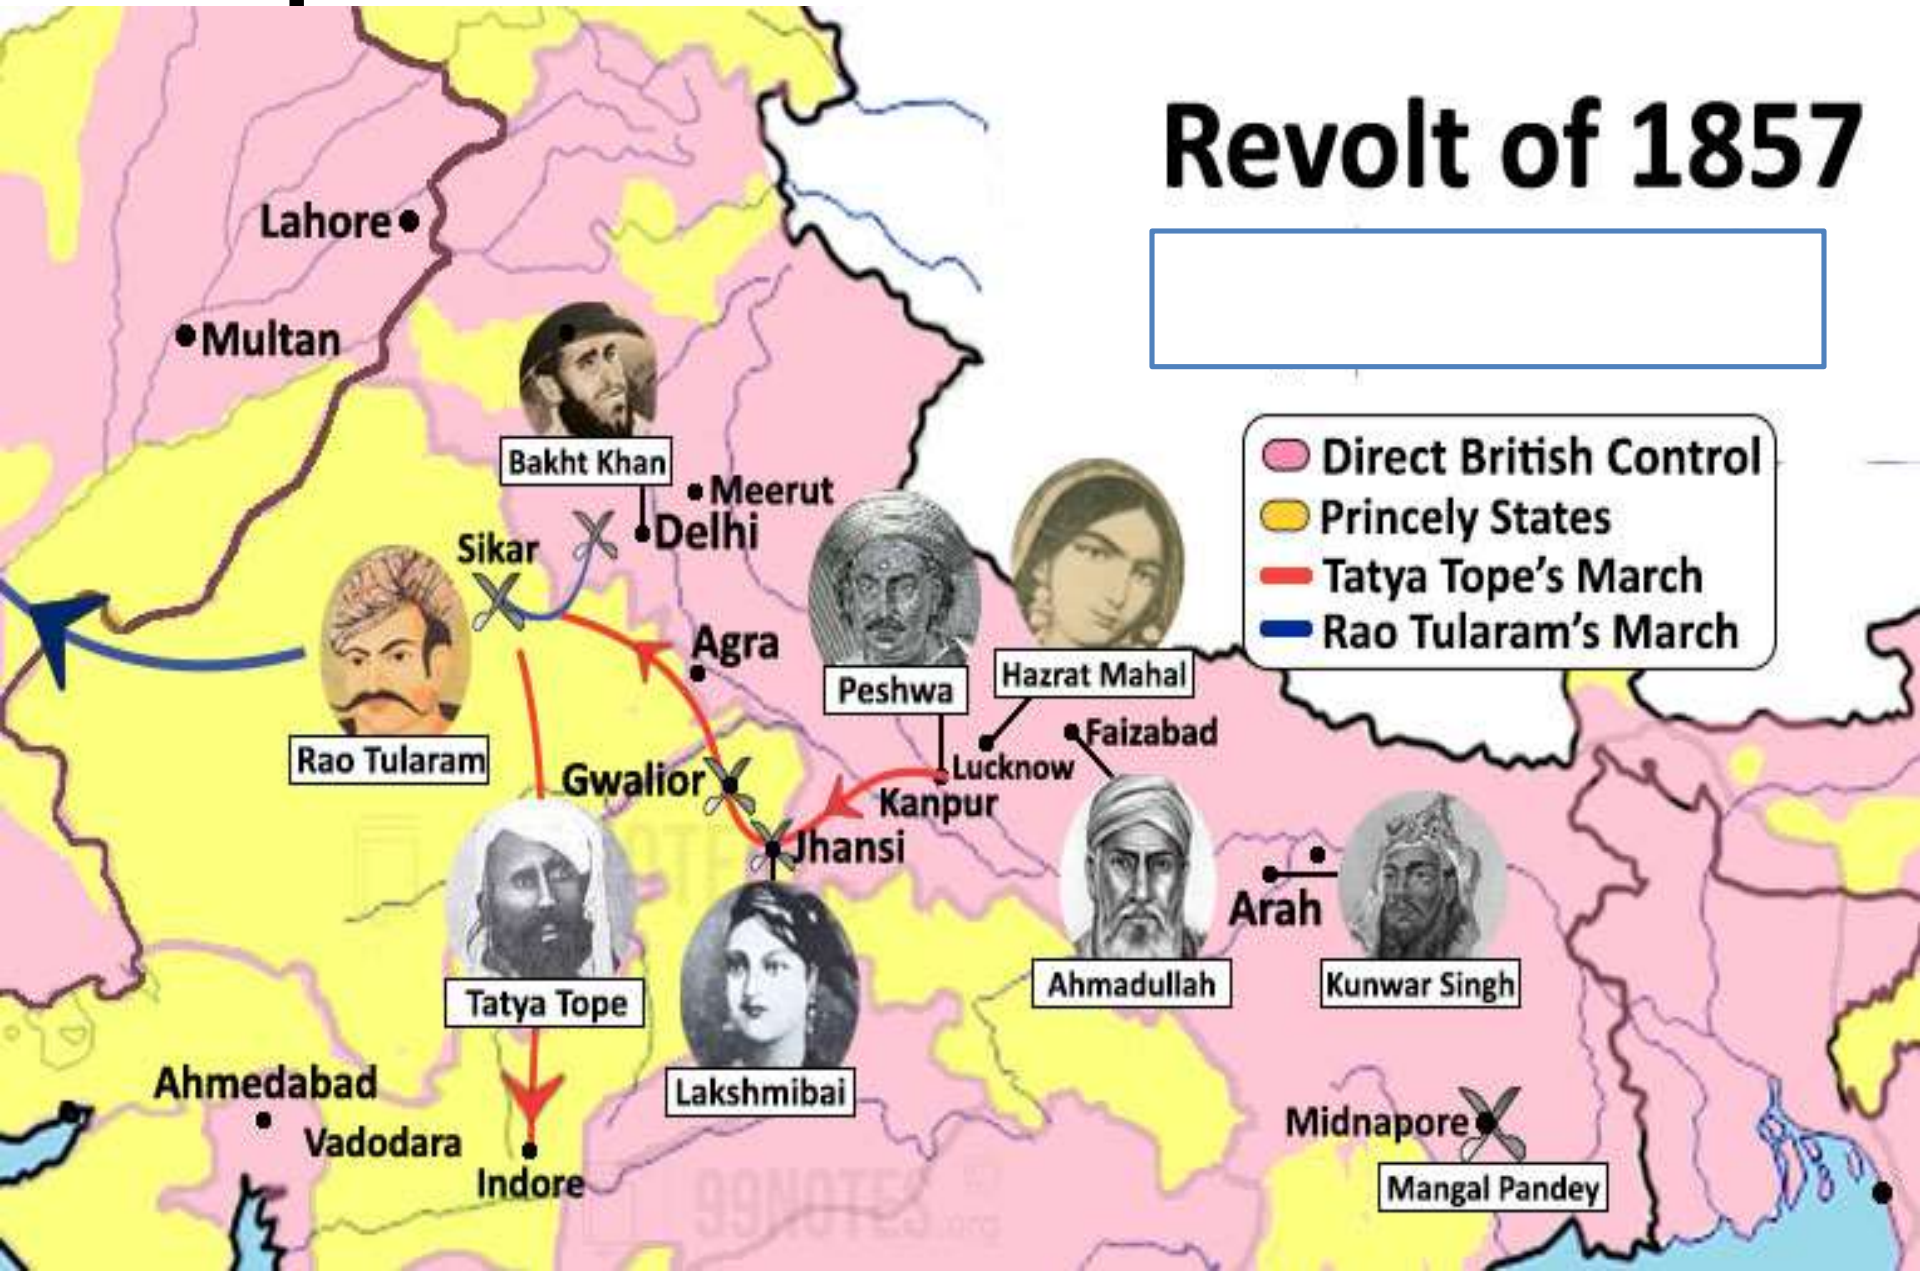 Revolt of 1857
Direct British Control
Princely States
Tatya Tope's March
Rao Tularam's March
Lahore
Multan
Bakht Khan
Meerut
Delhi
Sikar
Agra
Peshwa
Hazrat Mahal
Faizabad
Lucknow
Kanpur
Rao Tularam
Gwalior
Jhansi
Arah
Ahmadullah
Kunwar Singh
Tatya Tope
Lakshmibai
Ahmedabad
Vadodara
Indore
Midnapore
Mangal Pandey
99NOTES.org